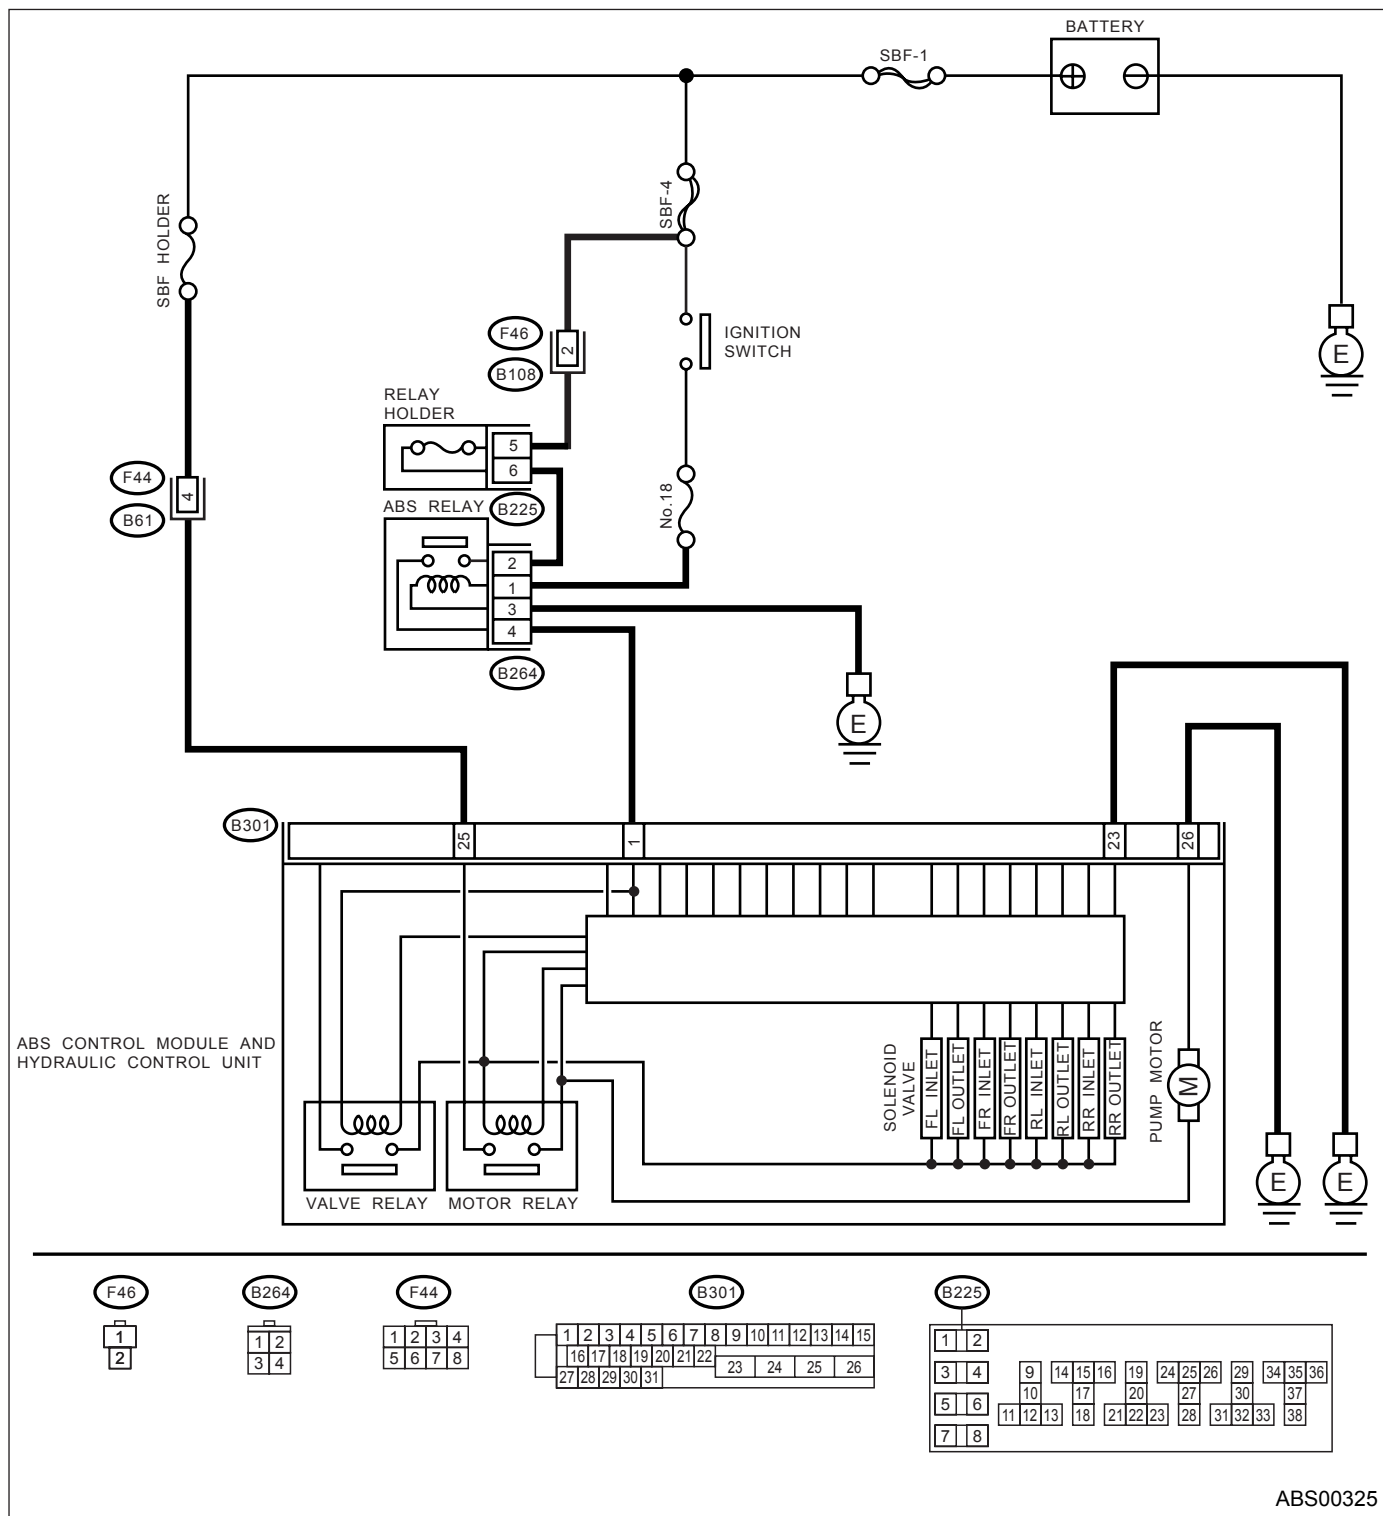 BATTERY
SBF-1
SBF-4
SBF HOLDER
F46
2
B108
IGNITION
SWITCH
E
RELAY
HOLDER
5
6
F44
4
B61
ABS RELAY
B225
No.18
2
1
3
4
B264
E
B301
25
1
23
26
ABS CONTROL MODULE AND
HYDRAULIC CONTROL UNIT
SOLENOID
VALVE
FL INLET
FL OUTLET
FR INLET
FR OUTLET
RL INLET
RL OUTLET
RR INLET
RR OUTLET
PUMP MOTOR
M
E
E
VALVE RELAY
MOTOR RELAY
F46
B264
F44
B301
B225
1
2
1 2
3 4
1 2 3 4
5 6 7 8
1 2 3 4 5 6 7 8 9 10 11 12 13 14 15
16 17 18 19 20 21 22 23 24 25 26
27 28 29 30 31
1 2
3 4 9 14 15 16 19 24 25 26 29 34 35 36
10 17 20 27 30 37
5 6 11 12 13 18 21 22 23 28 31 32 33 38
7 8
ABS00325